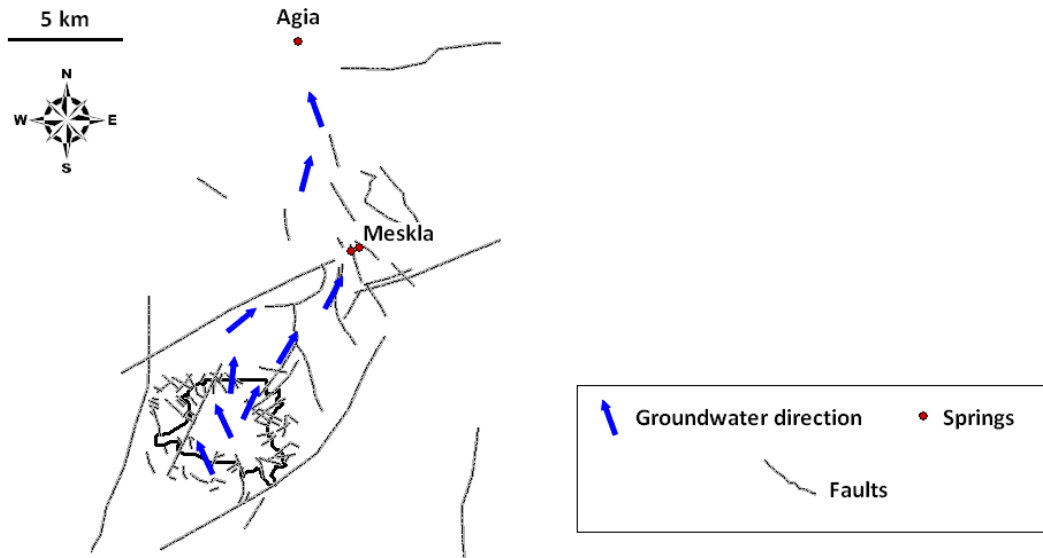 5 km
Agia
N
W
E
S
Meskla
Groundwater direction
Springs
Faults